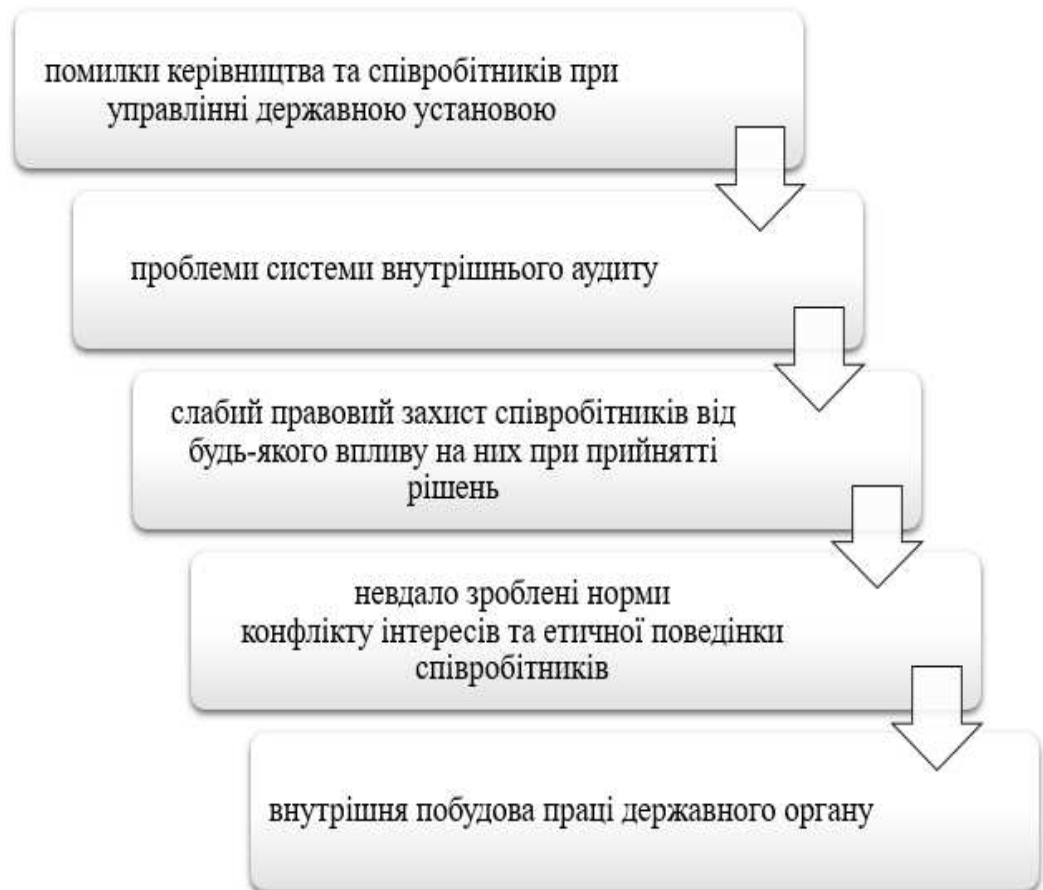 помилки керівництва та співробітників при
управлінні державною установою
проблеми системи внутрішнього аудиту
слабий правовий захист співробітників від
будь-якого впливу на них при прийнятті
рішень
невдало зроблені норми
конфлікту інтересів та етичної поведінки
співробітників
внутрішня побудова праці державного органу